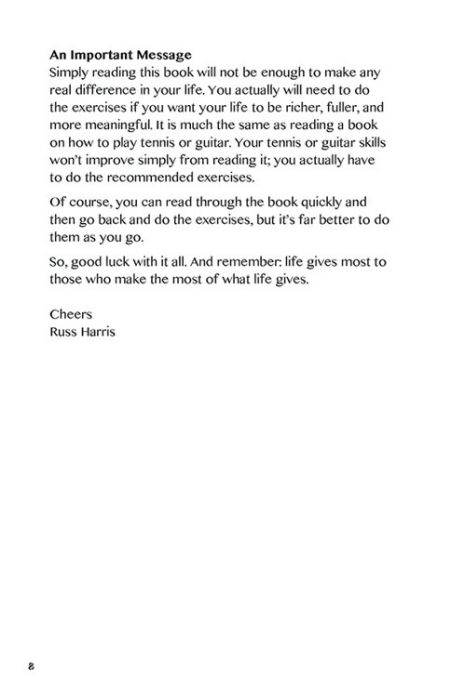 An Important Message
Simply reading this book will not be enough to make any
real difference in your life. You actually will need to do
the exercises if you want your life to be richer, fuller, and
more meaningful. It is much the same as reading a book
on how to play tennis or guitar. Your tennis or guitar skills
won't improve simply from reading it; you actually have
to do the recommended exercises.
Of course, you can read through the book quickly and
then go back and do the exercises, but it's far better to do
them as you go.
So, good luck with it all. And remember: life gives most to
those who make the most of what life gives.
Cheers
Russ Harris
8